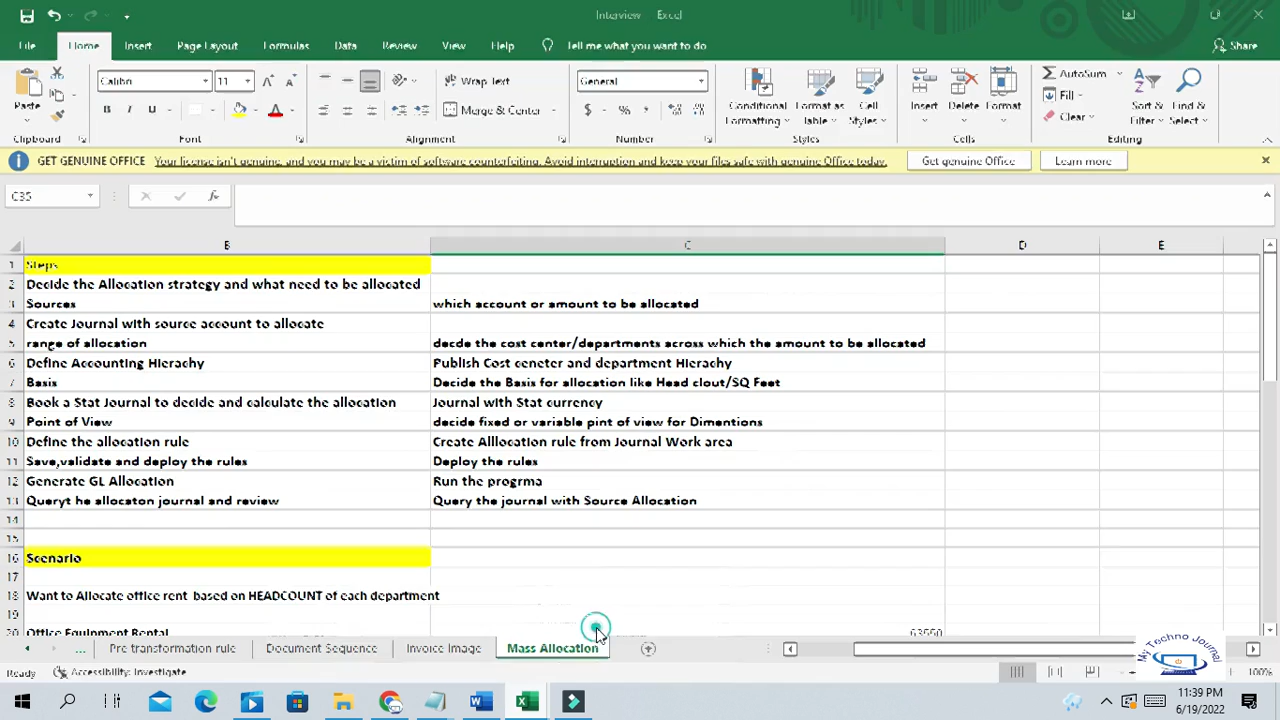 Interview Excel
File Home Insert Page Layout Formulas Data Review View Help Tell me what you want to do Share
Paste Calibri 11 Wrap Text General Conditional Formatting Format as Table Cell Styles Insert Delete Format AutoSum Sort & Filter Find & Select
B I U Merge & Center $ % Fill
Clear
Clipboard Font Alignment Number Styles Cells Editing
GET GENUINE OFFICE Your license isn't genuine, and you may be a victim of software counterfeiting. Avoid interruption and keep your files safe with genuine Office today. Get genuine Office Learn more
C35 fx
B C D E
1 Steps
2 Decide the Allocation strategy and what need to be allocated
3 Sources which account or amount to be allocated
4 Create Journal with source account to allocate
5 range of allocation decde the cost center/departments across which the amount to be allocated
6 Define Accounting Hierachy Publish Cost ceneter and department Hierachy
7 Basis Decide the Basis for allocation like Head clout/SQ Feet
8 Book a Stat Journal to decide and calculate the allocation Journal with Stat currency
9 Point of View decide fixed or variable pint of view for Dimentions
10 Define the allocation rule Create Alllocation rule from Journal Work area
11 Save,validate and deploy the rules Deploy the rules
12 Generate GL Allocation Run the progrma
13 Queryt he allocaton journal and review Query the journal with Source Allocation
14
15
16 Scenario
17
18 Want to Allocate office rent based on HEADCOUNT of each department
19
20 Office Equipment Rental 63550
... Pre transformation rule Document Sequence Invoice Image Mass Allocation
My Techno Journal
Ready Accessibility: Investigate 100%
11:39 PM
6/19/2022